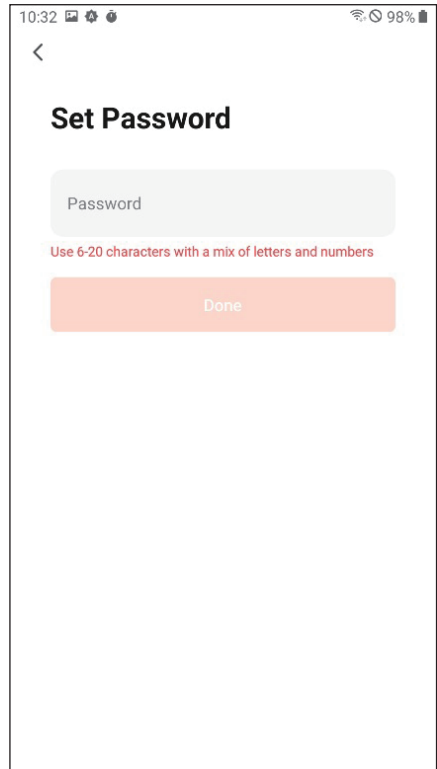 10:32 98%
Set Password
Password
Use 6-20 characters with a mix of letters and numbers
Done